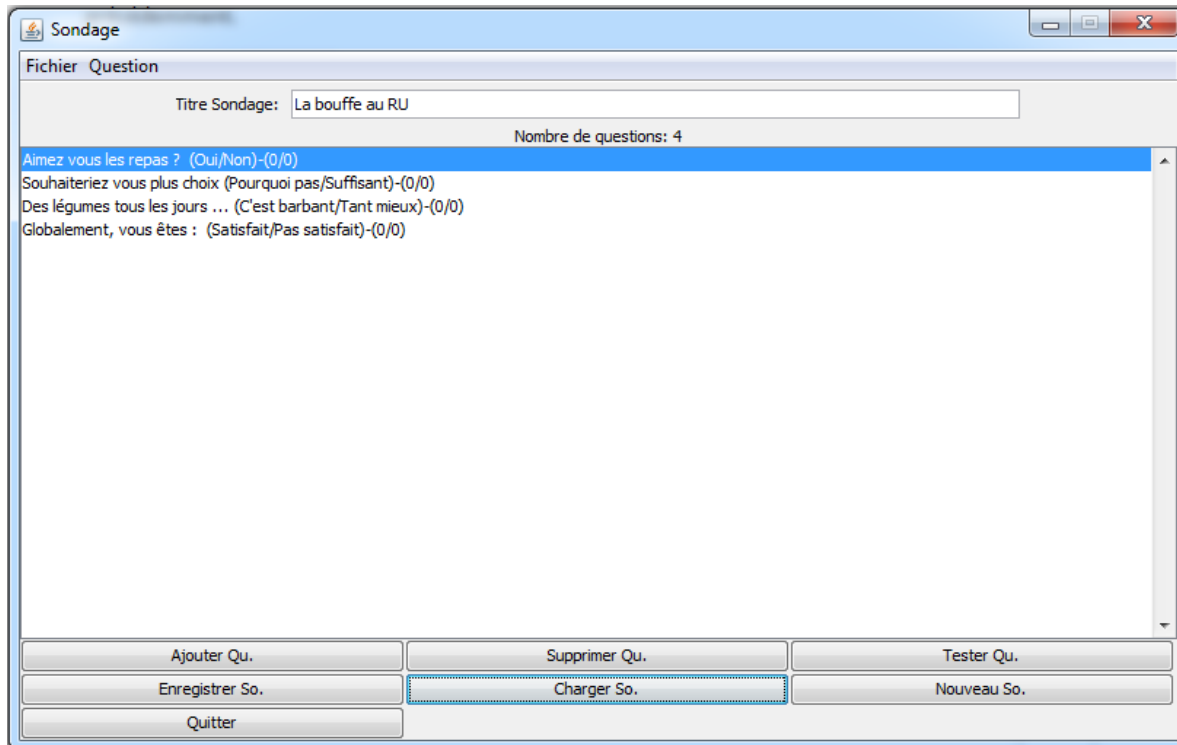 Sondage
Fichier Question
Titre Sondage: La bouffe au RU
Nombre de questions: 4
Aimez vous les repas ? (Oui/Non)-(0/0)
Souhaiteriez vous plus choix (Pourquoi pas/Suffisant)-(0/0)
Des légumes tous les jours ... (C'est barbant/Tant mieux)-(0/0)
Globalement, vous êtes : (Satisfait/Pas satisfait)-(0/0)
Ajouter Qu. Supprimer Qu. Tester Qu.
Enregistrer So. Charger So. Nouveau So.
Quitter